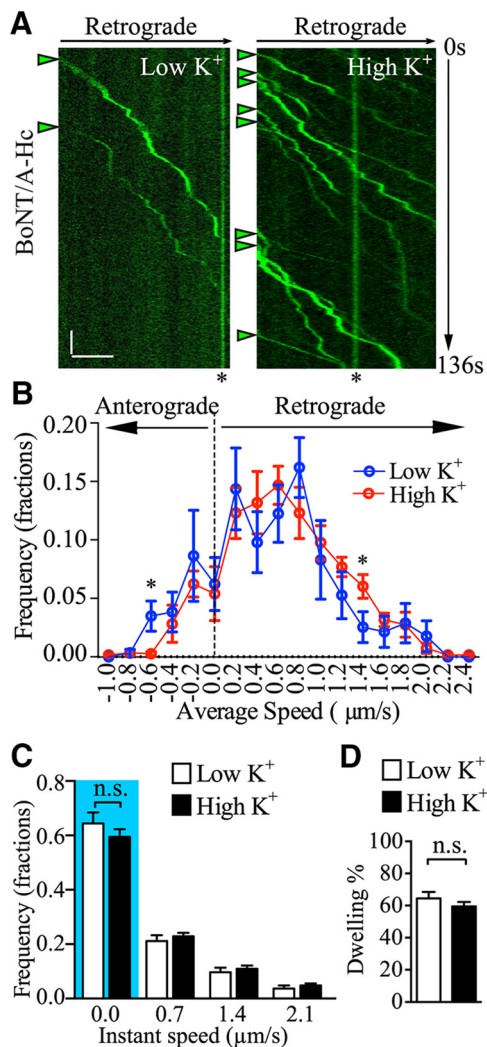 A
Retrograde Retrograde
Low K+ High K+ 0s
BoNT/A-Hc
136s
* *
B
Anterograde Retrograde
0.20
0.15
0.10
0.05
0.00
Frequency (fractions)
Low K+
High K+
* *
-1.0 -0.8 -0.6 -0.4 -0.2 0.0 0.2 0.4 0.6 0.8 1.0 1.2 1.4 1.6 1.8 2.0 2.2 2.4
Average Speed ( μm/s)
C
Low K+
High K+
n.s.
0.8
0.6
0.4
0.2
0.0
Frequency (fractions)
0.0 0.7 1.4 2.1
Instant speed (μm/s)
D
Low K+
High K+
n.s.
100
80
60
40
20
0
Dwelling %